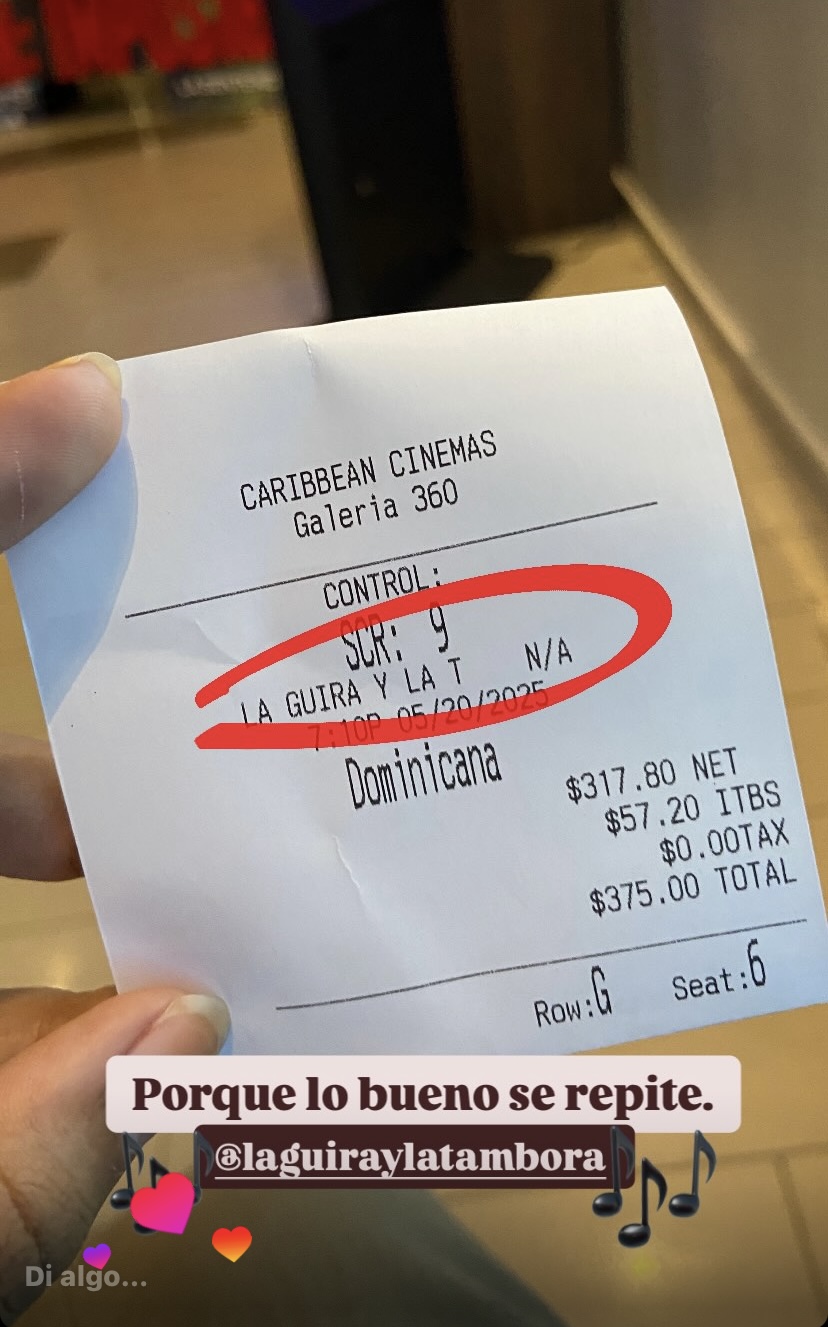 CARIBBEAN CINEMAS
Galeria 360
CONTROL:
SCR: 9
LA GUIRA Y LA T N/A
7:10P 05/20/2025
Dominicana
$317.80 NET
$57.20 ITBS
$0.00TAX
$375.00 TOTAL
Row:G Seat:6
Porque lo bueno se repite.
@laguiraylatambora
Di algo...